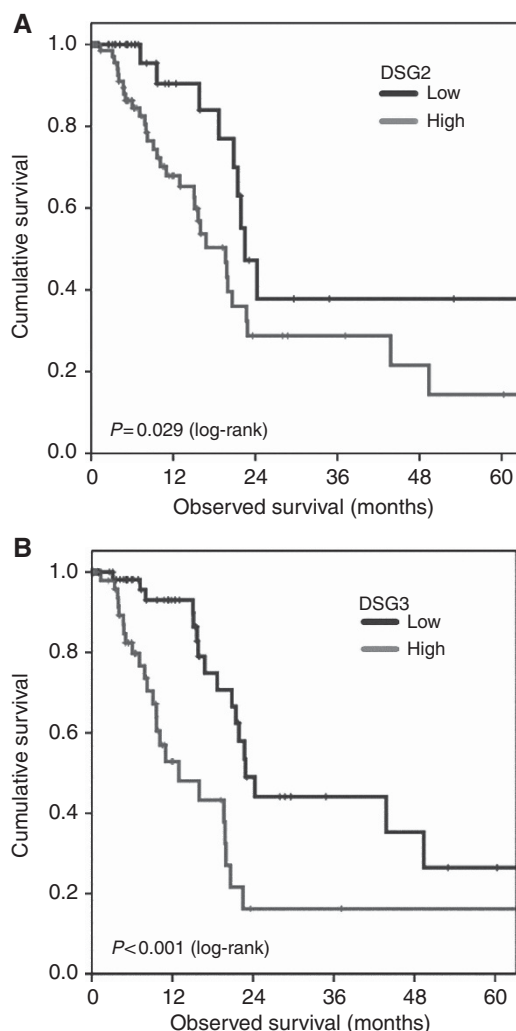 A
1.0
0.8
0.6
0.4
0.2
0.0
Cumulative survival
DSG2
Low
High
P=0.029 (log-rank)
0 12 24 36 48 60
Observed survival (months)
B
1.0
0.8
0.6
0.4
0.2
0.0
Cumulative survival
DSG3
Low
High
P<0.001 (log-rank)
0 12 24 36 48 60
Observed survival (months)